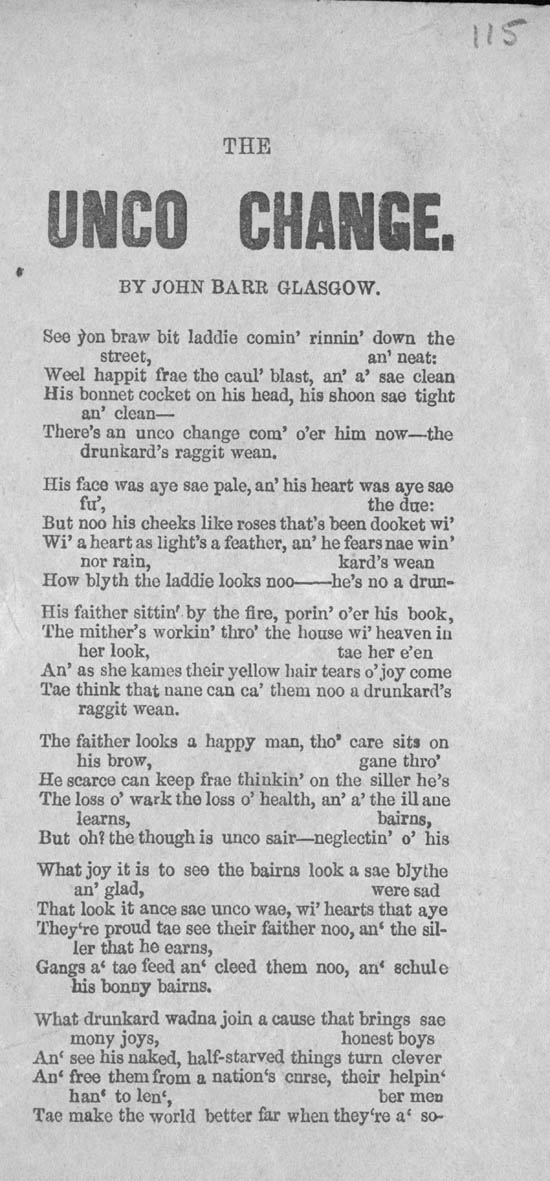 115
THE
UNCO CHANGE.
BY JOHN BARR GLASGOW.
See yon braw bit laddie comin' rinnin' down the
street, an' neat:
Weel happit frae the caul' blast, an' a' sae clean
His bonnet cocket on his head, his shoon sae tight
an' clean—
There's an unco change com' o'er him now—the
drunkard's raggit wean.
His face was aye sae pale, an' his heart was aye sae
fu', the due:
But noo his cheeks like roses that's been dooket wi'
Wi' a heart as light's a feather, an' he fears nae win'
nor rain, kard's wean
How blyth the laddie looks noo——he's no a drun-
His faither sittin' by the fire, porin' o'er his book,
The mither's workin' thro' the house wi' heaven in
her look, tae her e'en
An' as she kames their yellow hair tears o' joy come
Tae think that nane can ca' them noo a drunkard's
raggit wean.
The faither looks a happy man, tho' care sits on
his brow, gane thro'
He scarce can keep frae thinkin' on the siller he's
The loss o' wark the loss o' health, an' a' the ill ane
learns, bairns,
But oh? the though is unco sair—neglectin' o' his
What joy it is to see the bairns look a sae blythe
an' glad, were sad
That look it ance sae unco wae, wi' hearts that aye
They‘re proud tae see their faither noo, an‘ the sil-
ler that he earns,
Gangs a‘ tae feed an‘ cleed them noo, an‘ schule
his bonny bairns.
What drunkard wadna join a cause that brings sae
mony joys, honest boys
An‘ see his naked, half-starved things turn clever
An‘ free them from a nation‘s cnrse, their helpin‘
han‘ to len‘, ber men
Tae make the world better far when they‘re a‘ so-